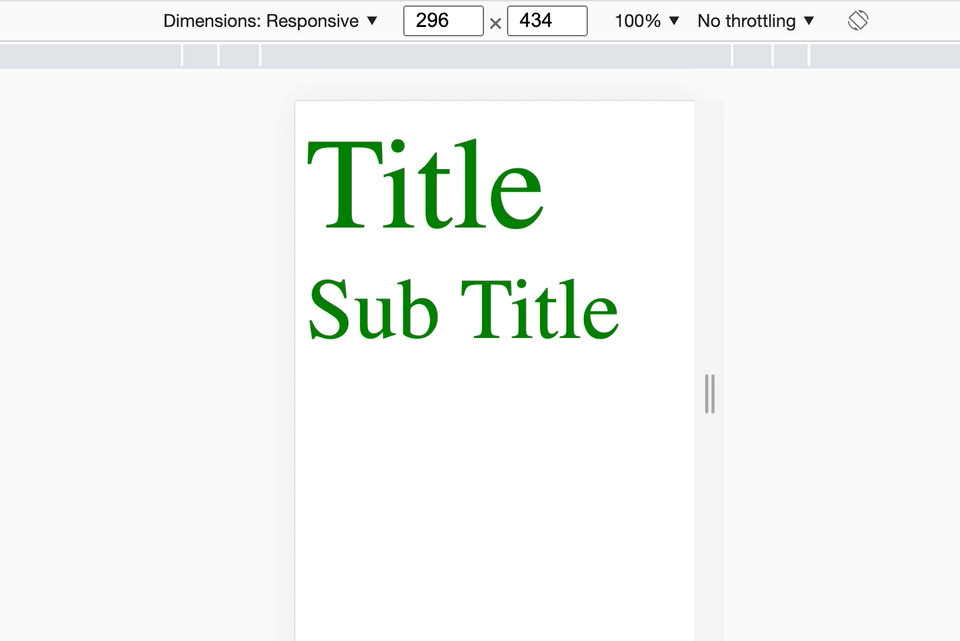 Dimensions: Responsive ▼ 296 × 434 100% ▼ No throttling ▼
Title
Sub Title